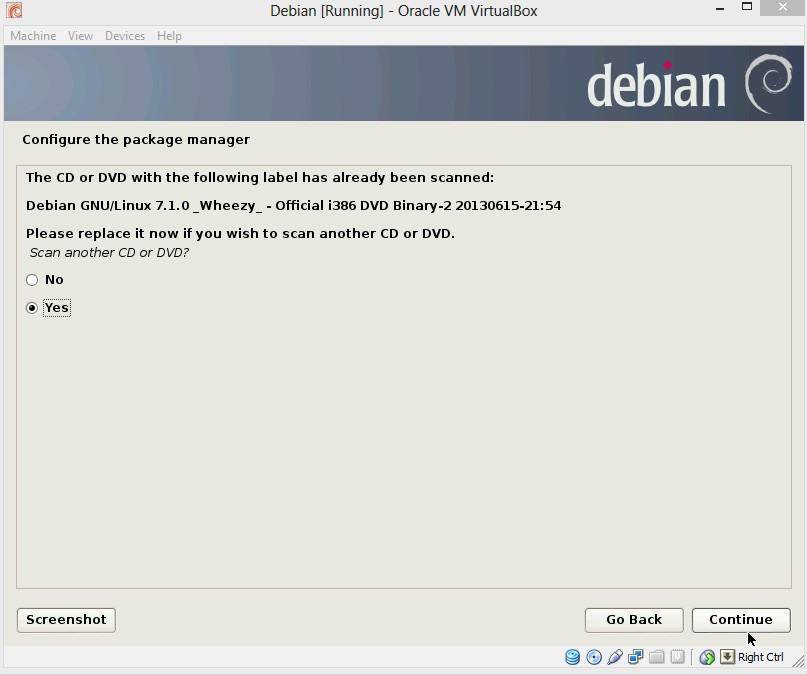 Debian [Running] - Oracle VM VirtualBox
Machine View Devices Help
debian
Configure the package manager
The CD or DVD with the following label has already been scanned:
Debian GNU/Linux 7.1.0 _Wheezy_ - Official i386 DVD Binary-2 20130615-21:54
Please replace it now if you wish to scan another CD or DVD.
Scan another CD or DVD?
No
Yes
Screenshot Go Back Continue
Right Ctrl